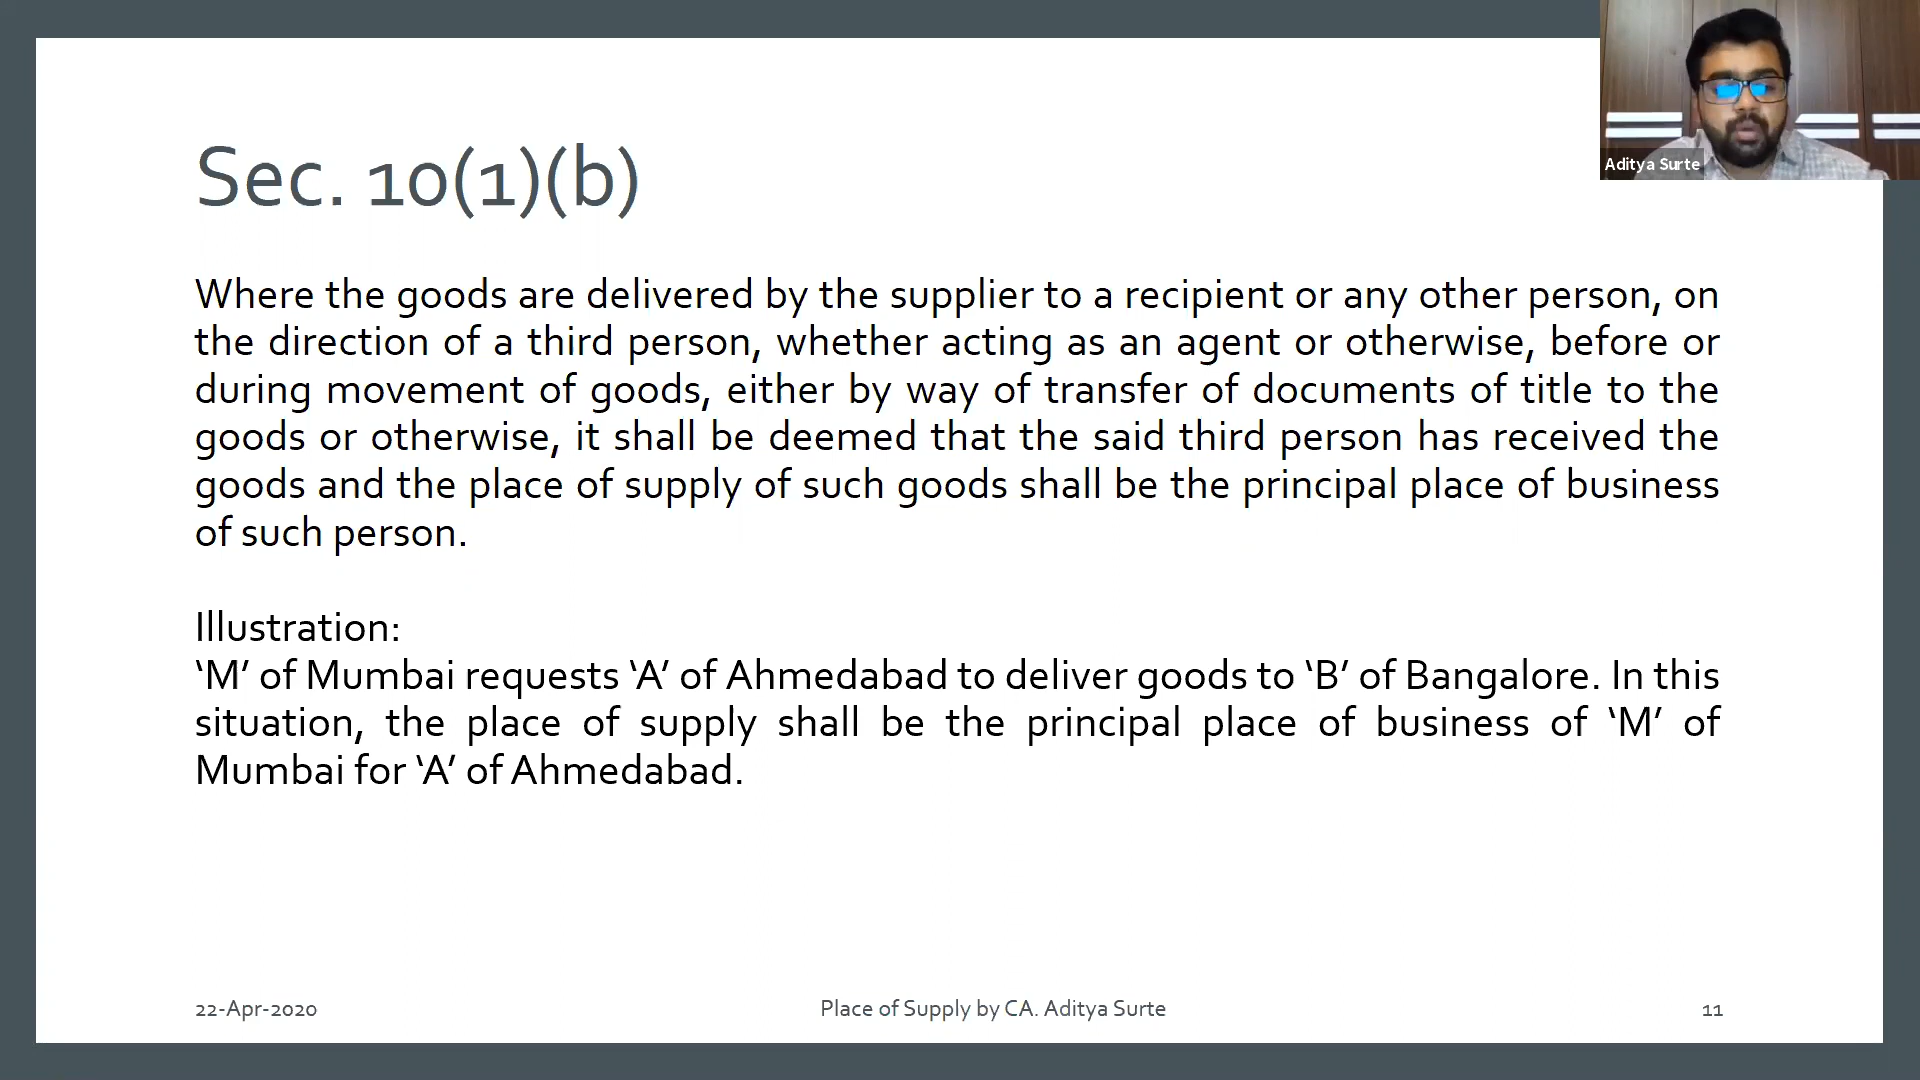 Aditya Surte
Sec. 10(1)(b)
Where the goods are delivered by the supplier to a recipient or any other person, on
the direction of a third person, whether acting as an agent or otherwise, before or
during movement of goods, either by way of transfer of documents of title to the
goods or otherwise, it shall be deemed that the said third person has received the
goods and the place of supply of such goods shall be the principal place of business
of such person.
Illustration:
‘M’ of Mumbai requests ‘A’ of Ahmedabad to deliver goods to ‘B’ of Bangalore. In this
situation, the place of supply shall be the principal place of business of ‘M’ of
Mumbai for ‘A’ of Ahmedabad.
22-Apr-2020
Place of Supply by CA. Aditya Surte
11